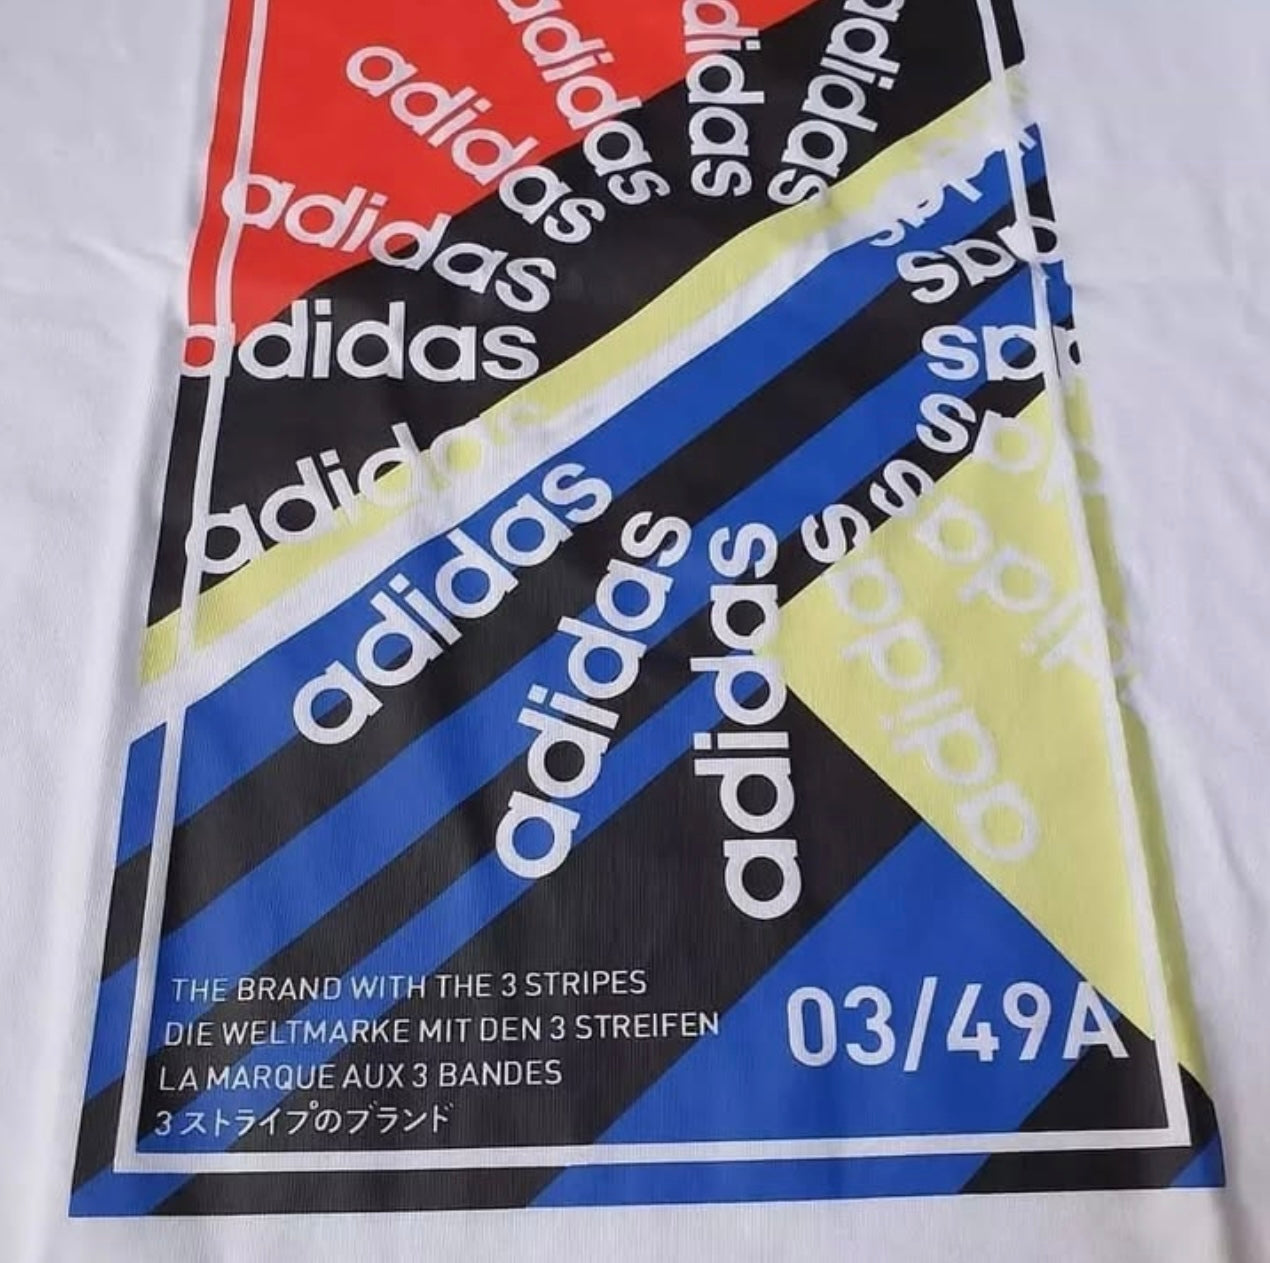 adidas
adidas
adidas
adidas
adidas
adidas
adidas
adidas
adidas
adidas
THE BRAND WITH THE 3 STRIPES
DIE WELTMARKE MIT DEN 3 STREIFEN
LA MARQUE AUX 3 BANDES
3 ストライプのブランド
03/49A
adidas